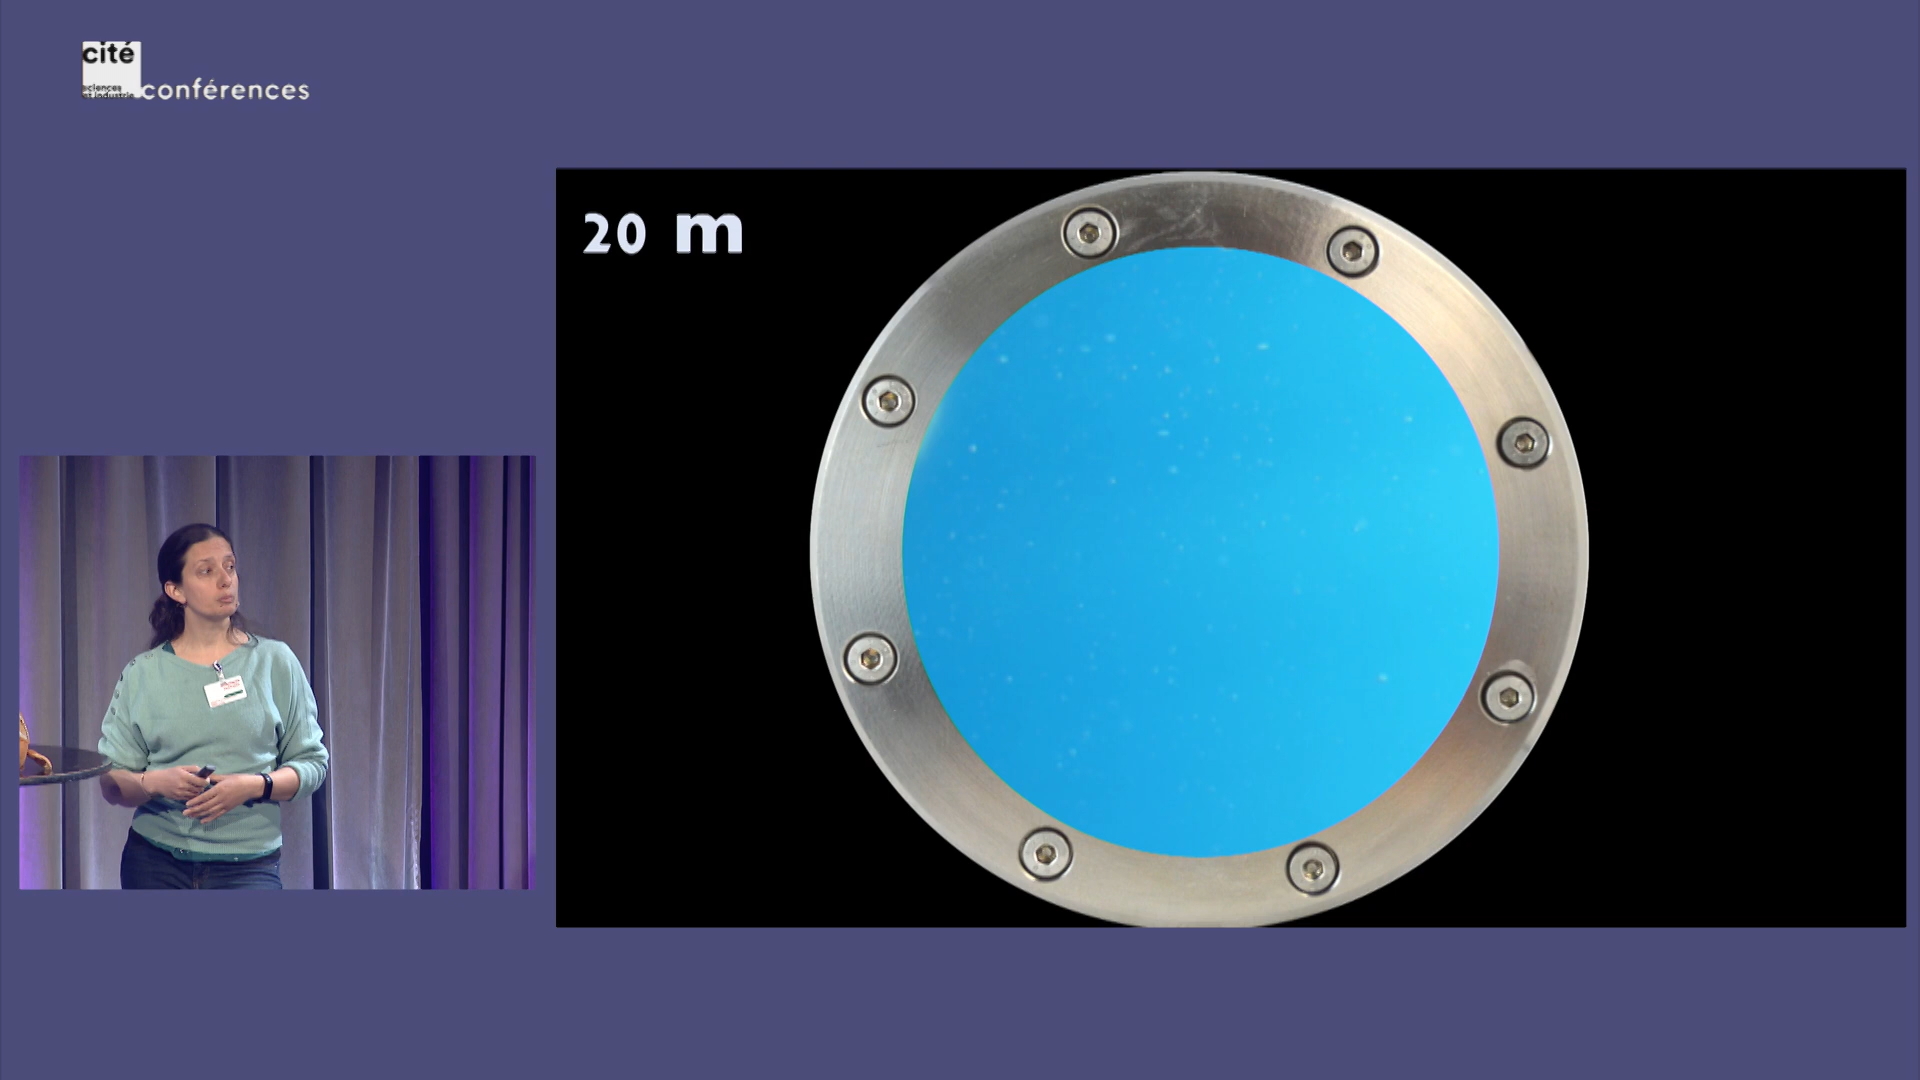 cité
sciences
et industrie
conférences
20 m